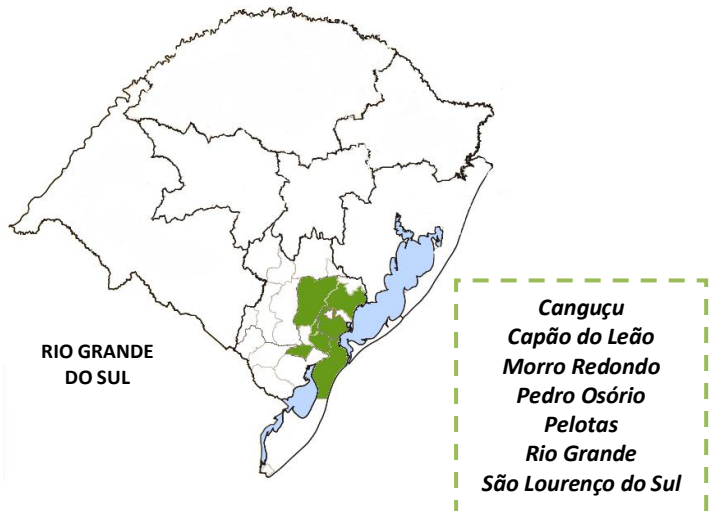 RIO GRANDE
DO SUL
Canguçu
Capão do Leão
Morro Redondo
Pedro Osório
Pelotas
Rio Grande
São Lourenço do Sul